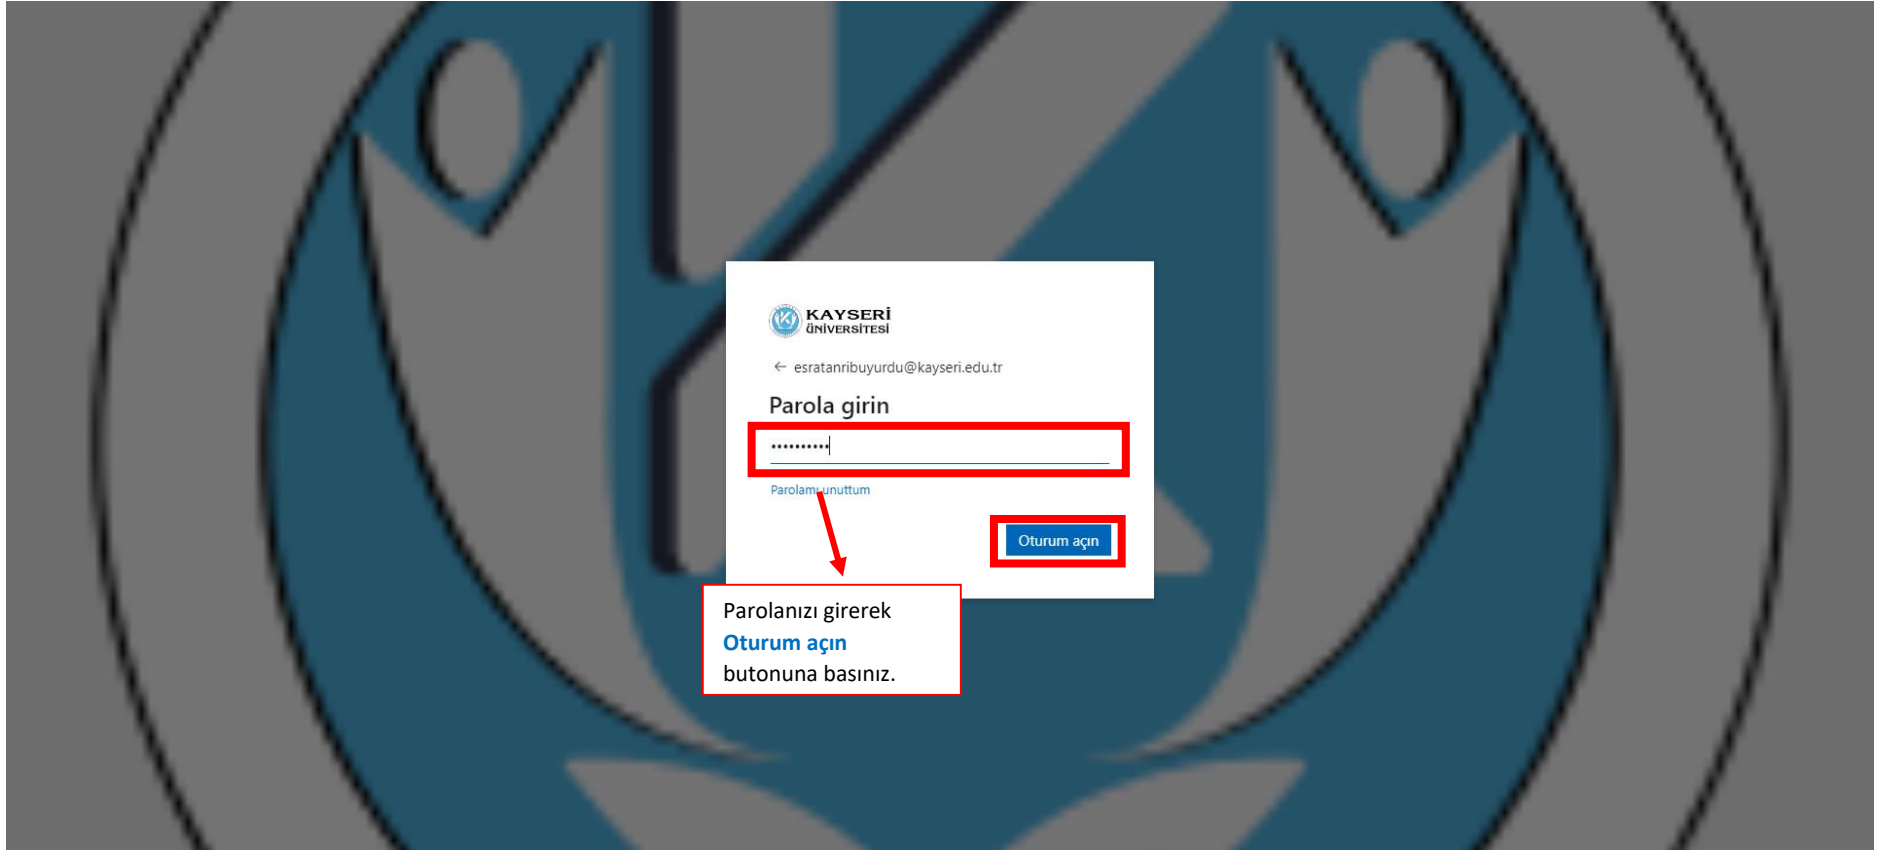 KAYSERİ
ÜNİVERSİTESİ
← esratanribuyurdu@kayseri.edu.tr
Parola girin
••••••••••
Parolamı unuttum
Oturum açın
Parolanızı girerek
Oturum açın
butonuna basınız.